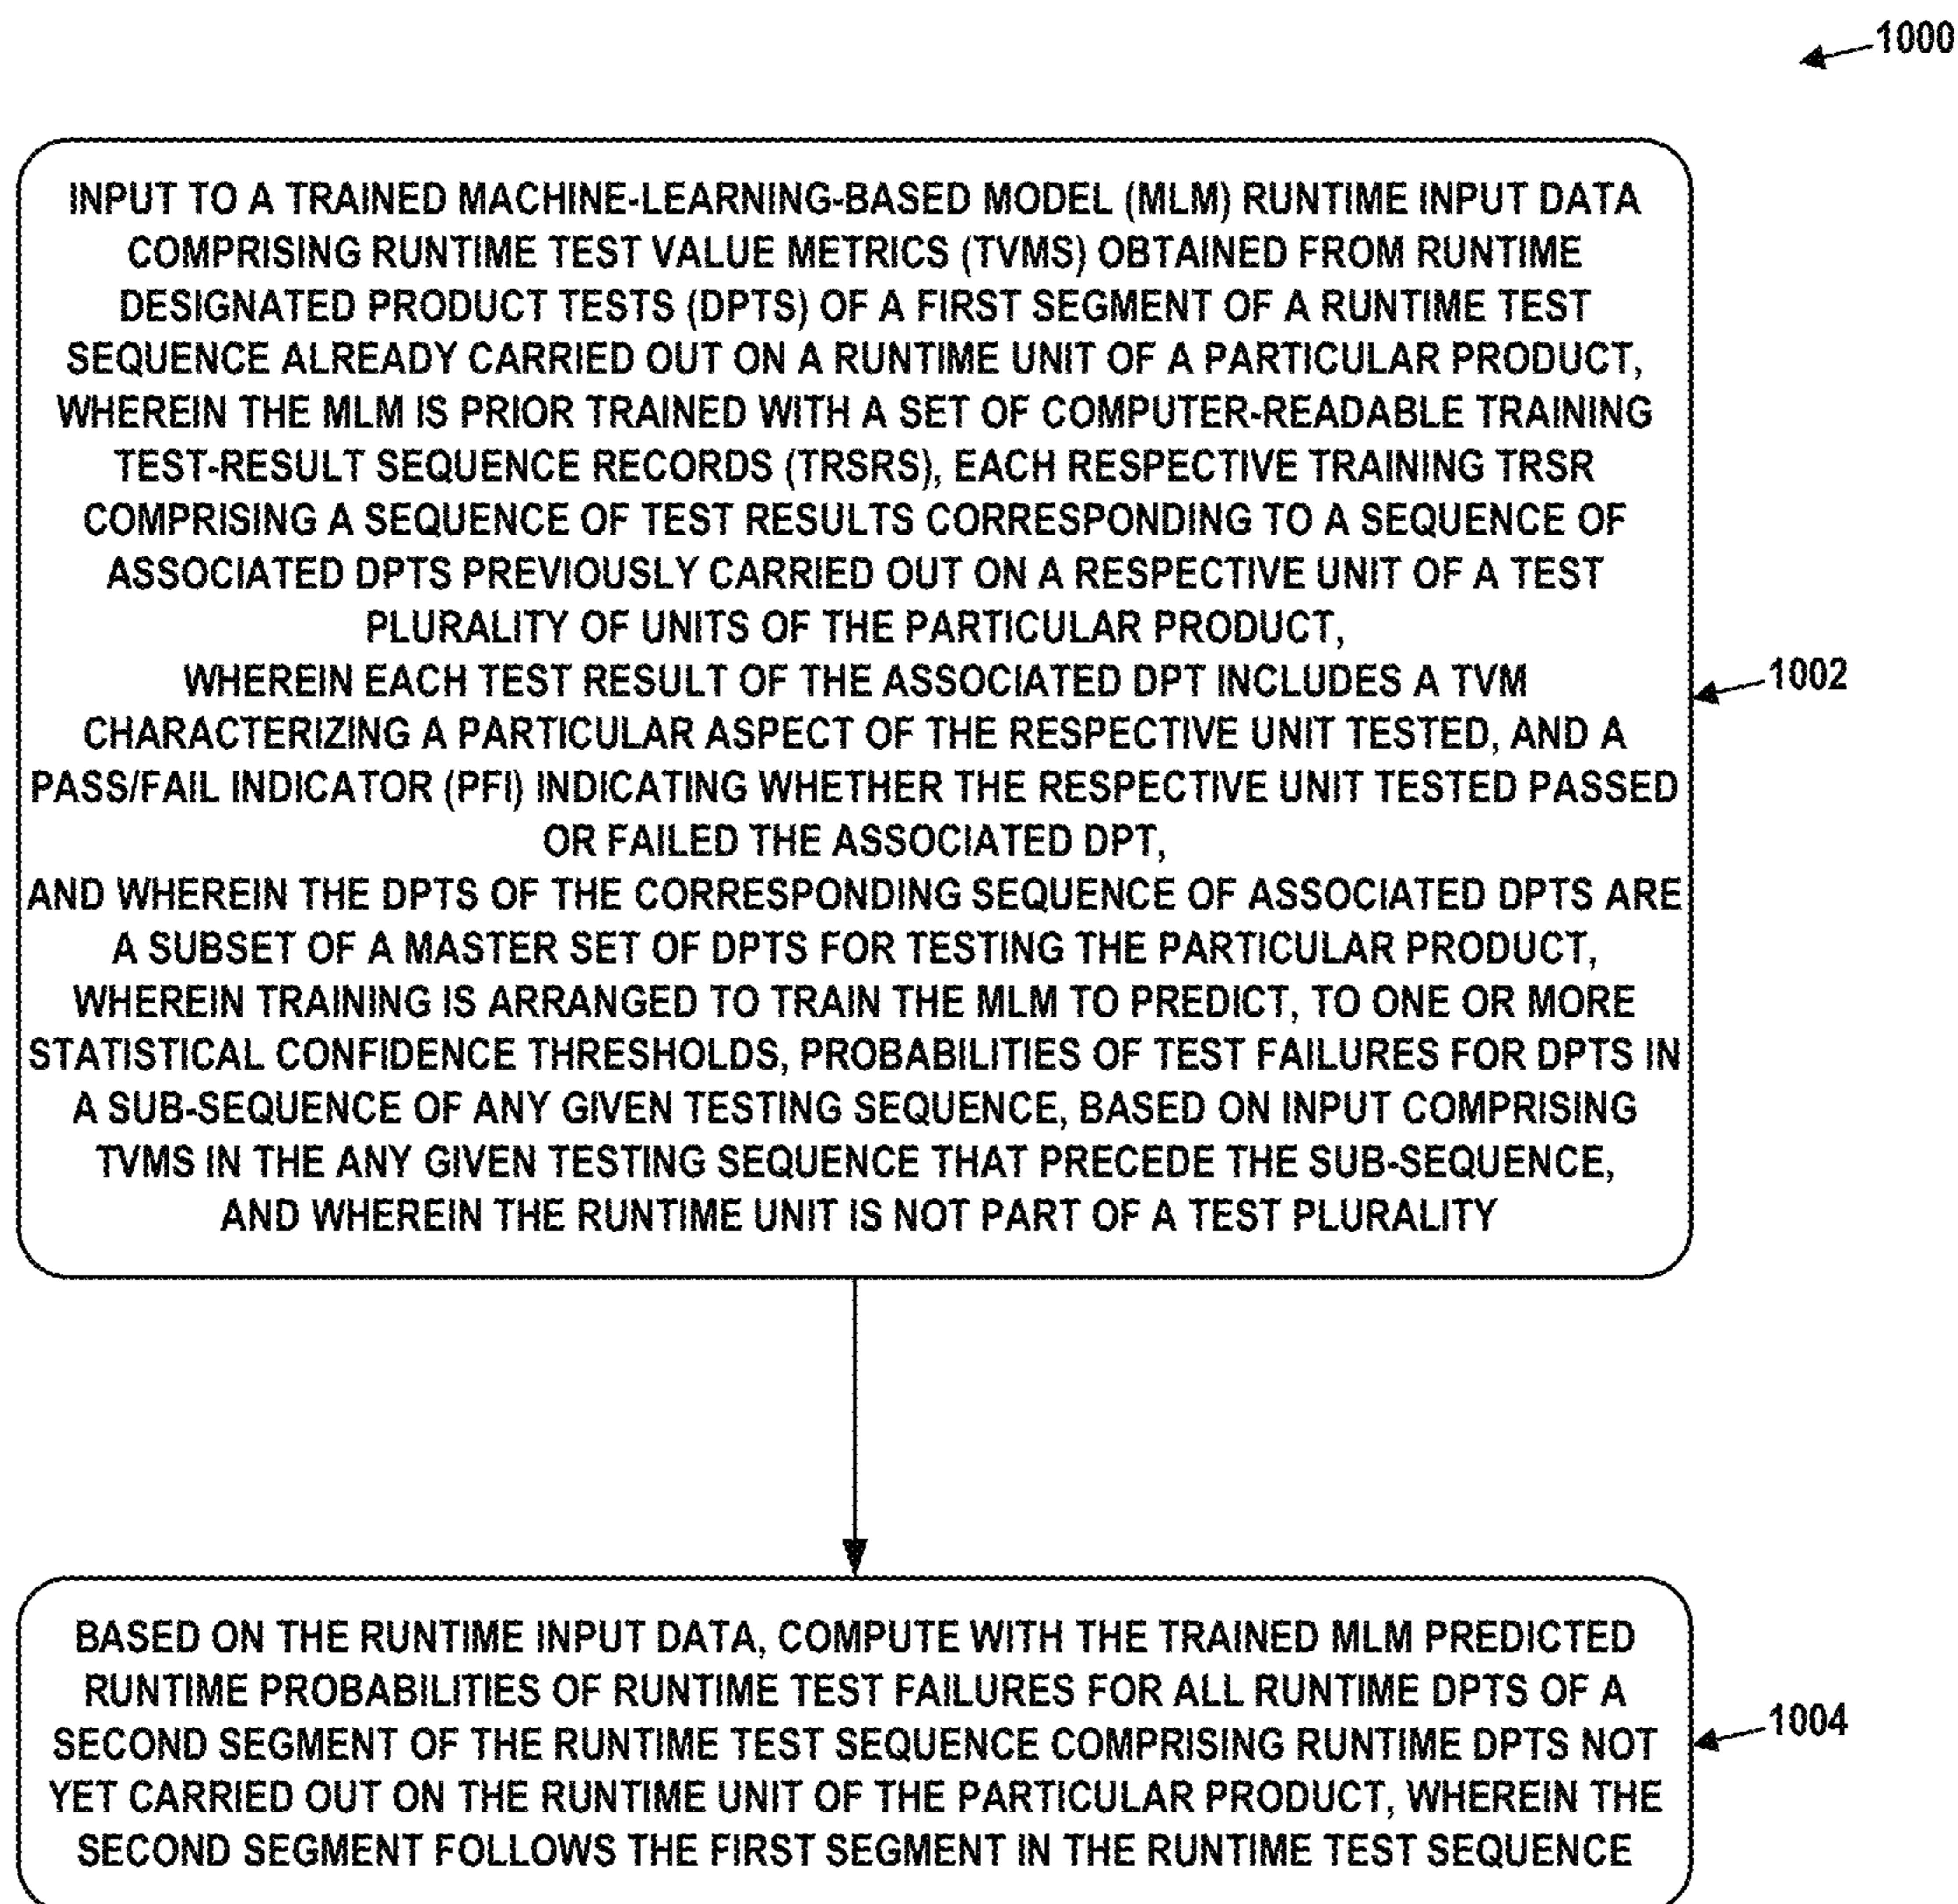 1000
INPUT TO A TRAINED MACHINE-LEARNING-BASED MODEL (MLM) RUNTIME INPUT DATA
COMPRISING RUNTIME TEST VALUE METRICS (TVMS) OBTAINED FROM RUNTIME
DESIGNATED PRODUCT TESTS (DPTS) OF A FIRST SEGMENT OF A RUNTIME TEST
SEQUENCE ALREADY CARRIED OUT ON A RUNTIME UNIT OF A PARTICULAR PRODUCT,
WHEREIN THE MLM IS PRIOR TRAINED WITH A SET OF COMPUTER-READABLE TRAINING
TEST-RESULT SEQUENCE RECORDS (TRSRS), EACH RESPECTIVE TRAINING TRSR
COMPRISING A SEQUENCE OF TEST RESULTS CORRESPONDING TO A SEQUENCE OF
ASSOCIATED DPTS PREVIOUSLY CARRIED OUT ON A RESPECTIVE UNIT OF A TEST
PLURALITY OF UNITS OF THE PARTICULAR PRODUCT,
WHEREIN EACH TEST RESULT OF THE ASSOCIATED DPT INCLUDES A TVM
CHARACTERIZING A PARTICULAR ASPECT OF THE RESPECTIVE UNIT TESTED, AND A
PASS/FAIL INDICATOR (PFI) INDICATING WHETHER THE RESPECTIVE UNIT TESTED PASSED
OR FAILED THE ASSOCIATED DPT,
AND WHEREIN THE DPTS OF THE CORRESPONDING SEQUENCE OF ASSOCIATED DPTS ARE
A SUBSET OF A MASTER SET OF DPTS FOR TESTING THE PARTICULAR PRODUCT,
WHEREIN TRAINING IS ARRANGED TO TRAIN THE MLM TO PREDICT, TO ONE OR MORE
STATISTICAL CONFIDENCE THRESHOLDS, PROBABILITIES OF TEST FAILURES FOR DPTS IN
A SUB-SEQUENCE OF ANY GIVEN TESTING SEQUENCE, BASED ON INPUT COMPRISING
TVMS IN THE ANY GIVEN TESTING SEQUENCE THAT PRECEDE THE SUB-SEQUENCE,
AND WHEREIN THE RUNTIME UNIT IS NOT PART OF A TEST PLURALITY
1002
BASED ON THE RUNTIME INPUT DATA, COMPUTE WITH THE TRAINED MLM PREDICTED
RUNTIME PROBABILITIES OF RUNTIME TEST FAILURES FOR ALL RUNTIME DPTS OF A
SECOND SEGMENT OF THE RUNTIME TEST SEQUENCE COMPRISING RUNTIME DPTS NOT
YET CARRIED OUT ON THE RUNTIME UNIT OF THE PARTICULAR PRODUCT, WHEREIN THE
SECOND SEGMENT FOLLOWS THE FIRST SEGMENT IN THE RUNTIME TEST SEQUENCE
1004